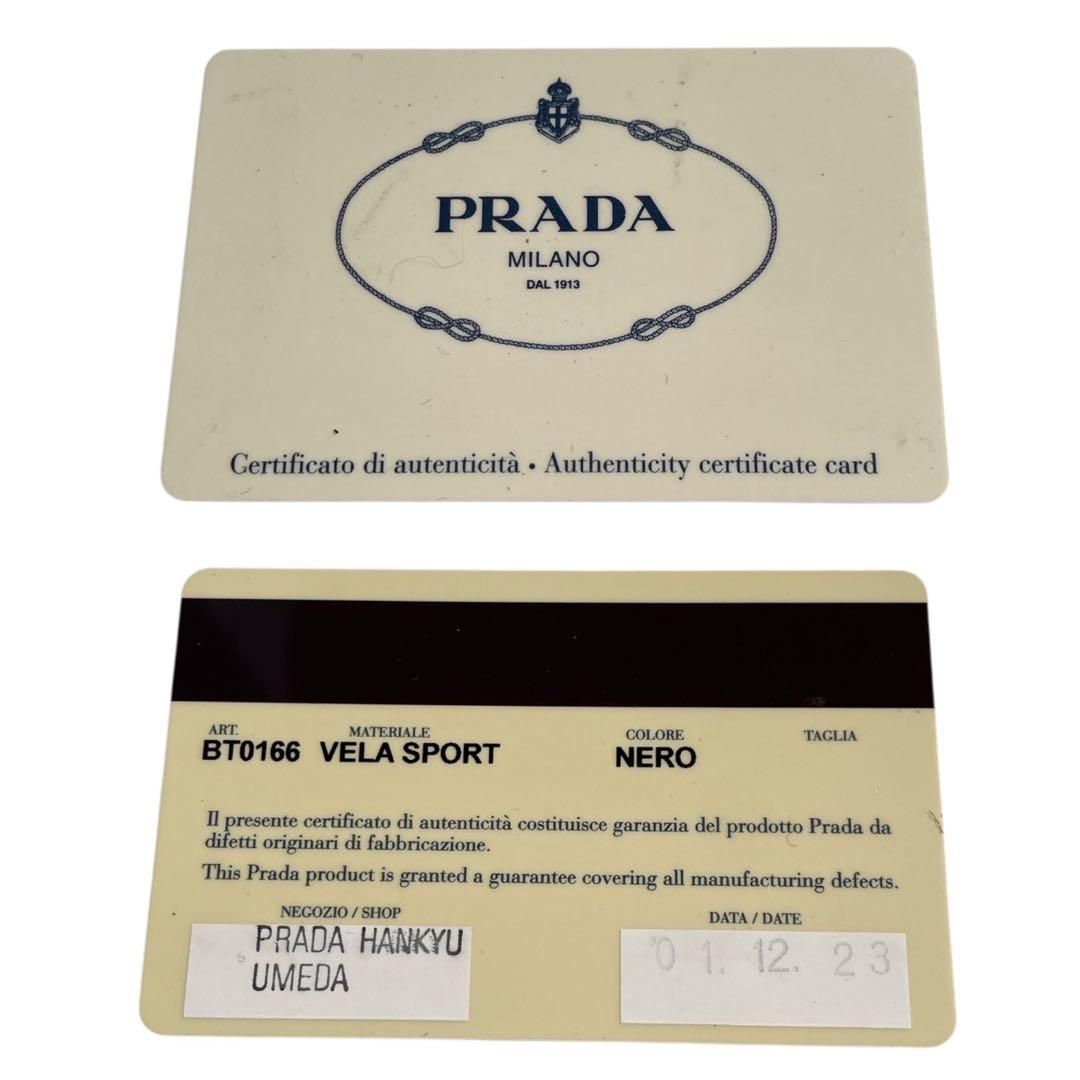 PRADA
MILANO
DAL 1913
Certificato di autenticità • Authenticity certificate card
ART. MATERIALE COLORE TAGLIA
BT0166 VELA SPORT NERO
Il presente certificato di autenticità costituisce garanzia del prodotto Prada da
difetti originari di fabbricazione.
This Prada product is granted a guarantee covering all manufacturing defects.
NEGOZIO / SHOP DATA / DATE
PRADA HANKYU '01. 12. 23
UMEDA